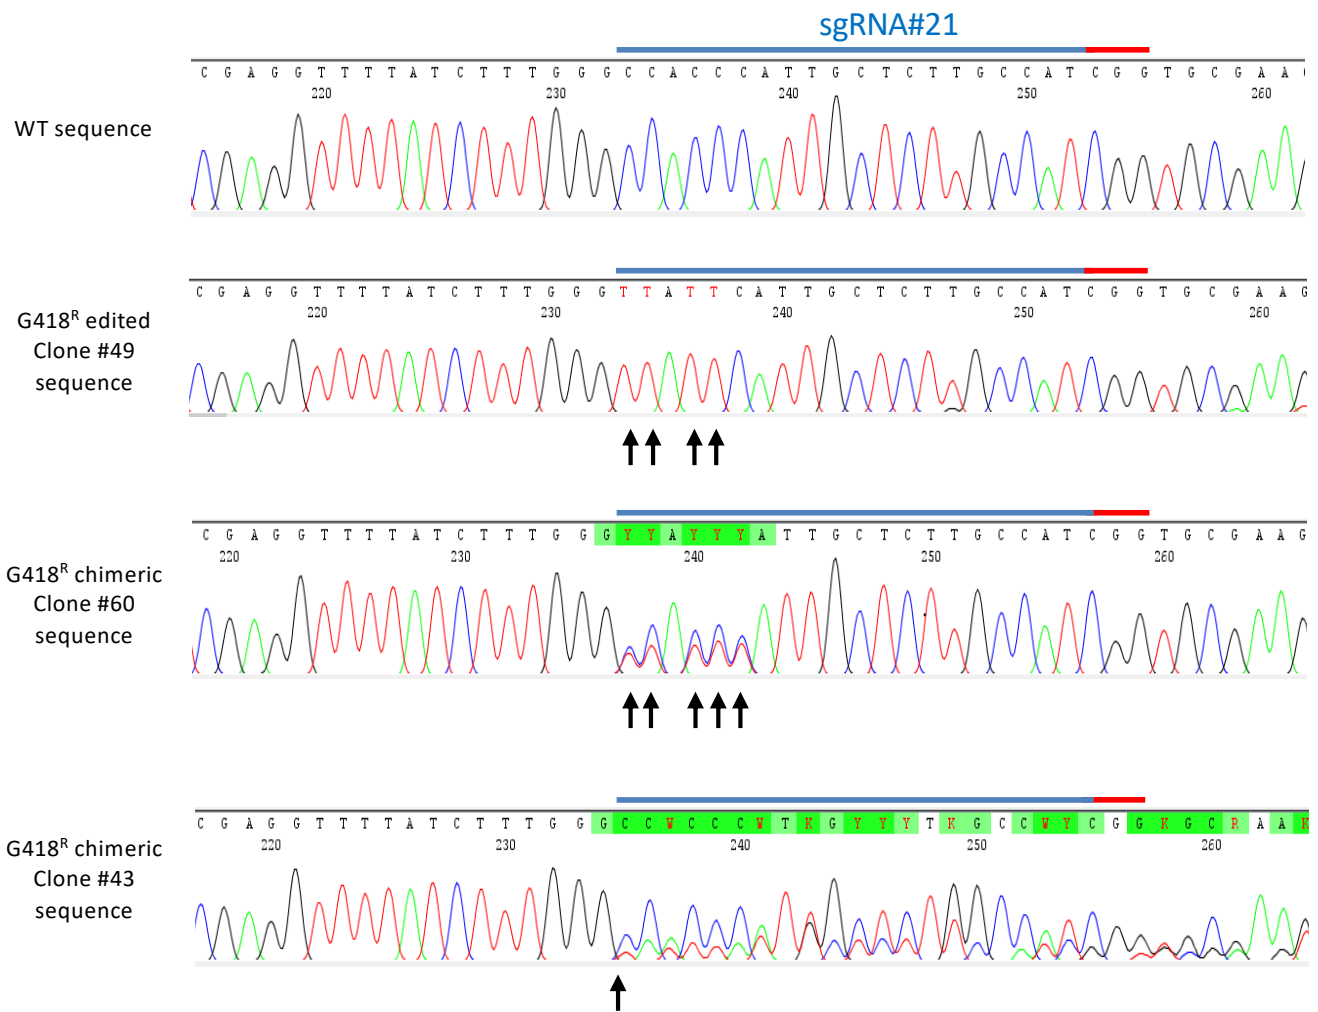 sgRNA#21
C G A G G T T T T A T C T T T G G G C C A C C C A T T G C T C T T G C C A T C G G T G C G A A
220 230 240 250 260
WT sequence
C G A G G T T T T A T C T T T G G G T T A T T C A T T G C T C T T G C C A T C G G T G C G A A G
220 230 240 250 260
G418ᴿ edited
Clone #49
sequence
C G A G G T T T T A T C T T T G G G Y Y A Y Y Y A T T G C T C T T G C C A T C G G T G C G A A G
220 230 240 250 260
G418ᴿ chimeric
Clone #60
sequence
C G A G G T T T T A T C T T T G G G C C W C C C W T K G Y Y Y T K G C C W Y C G G K G C R A A K
220 230 240 250 260
G418ᴿ chimeric
Clone #43
sequence